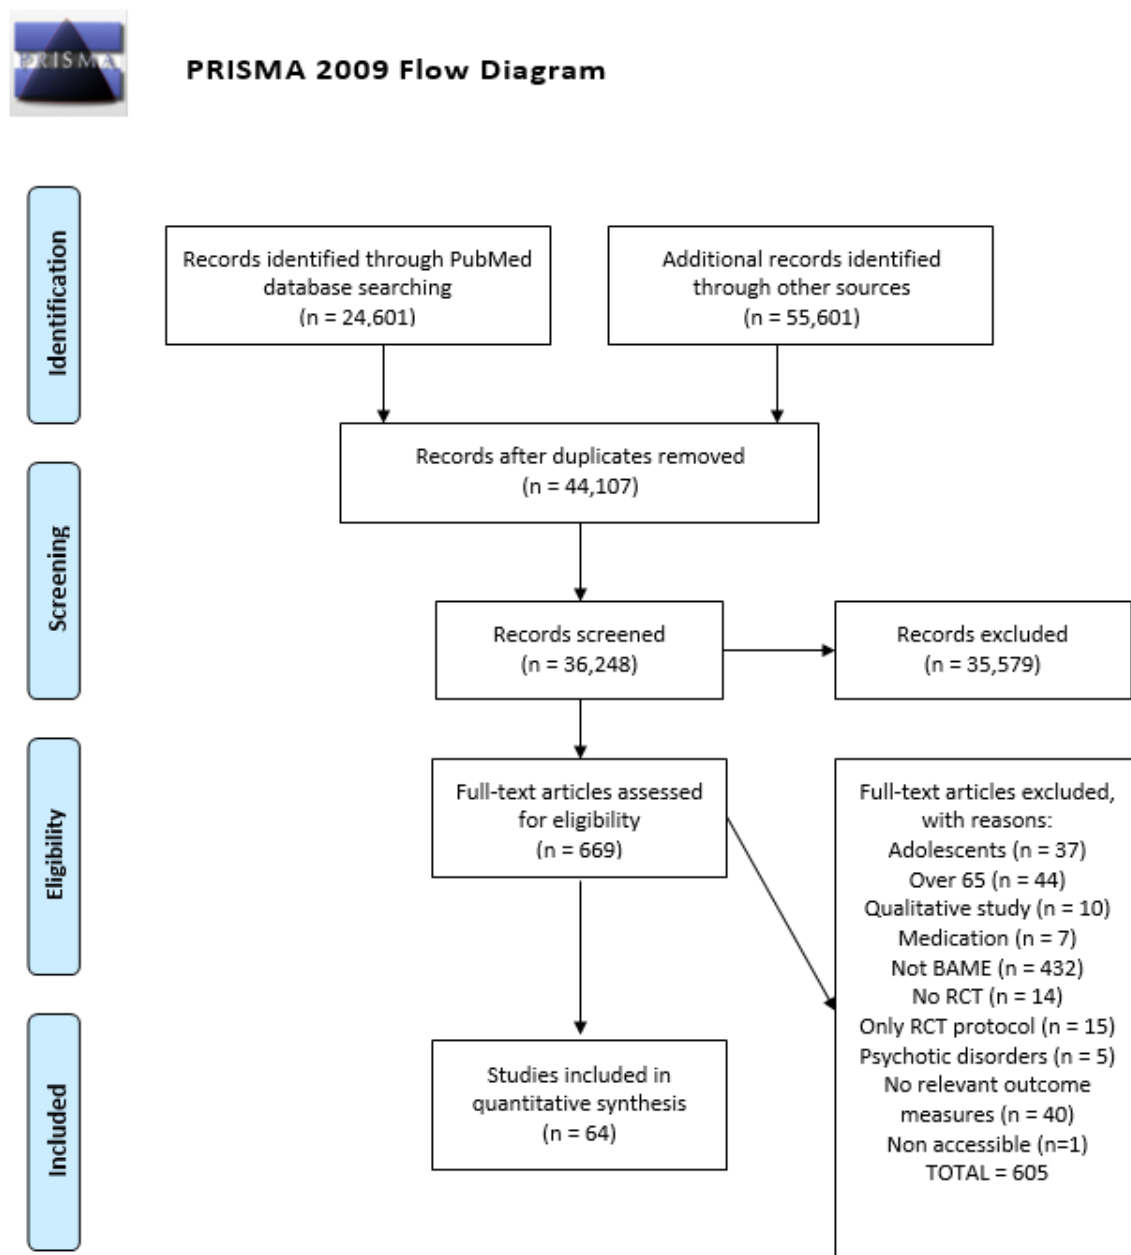 PRISMA
PRISMA 2009 Flow Diagram
Identification
Records identified through PubMed
database searching
(n = 24,601)
Additional records identified
through other sources
(n = 55,601)
Records after duplicates removed
(n = 44,107)
Screening
Records screened
(n = 36,248)
Records excluded
(n = 35,579)
Eligibility
Full-text articles assessed
for eligibility
(n = 669)
Full-text articles excluded,
with reasons:
Adolescents (n = 37)
Over 65 (n = 44)
Qualitative study (n = 10)
Medication (n = 7)
Not BAME (n = 432)
No RCT (n = 14)
Only RCT protocol (n = 15)
Psychotic disorders (n = 5)
No relevant outcome
measures (n = 40)
Non accessible (n=1)
TOTAL = 605
Included
Studies included in
quantitative synthesis
(n = 64)